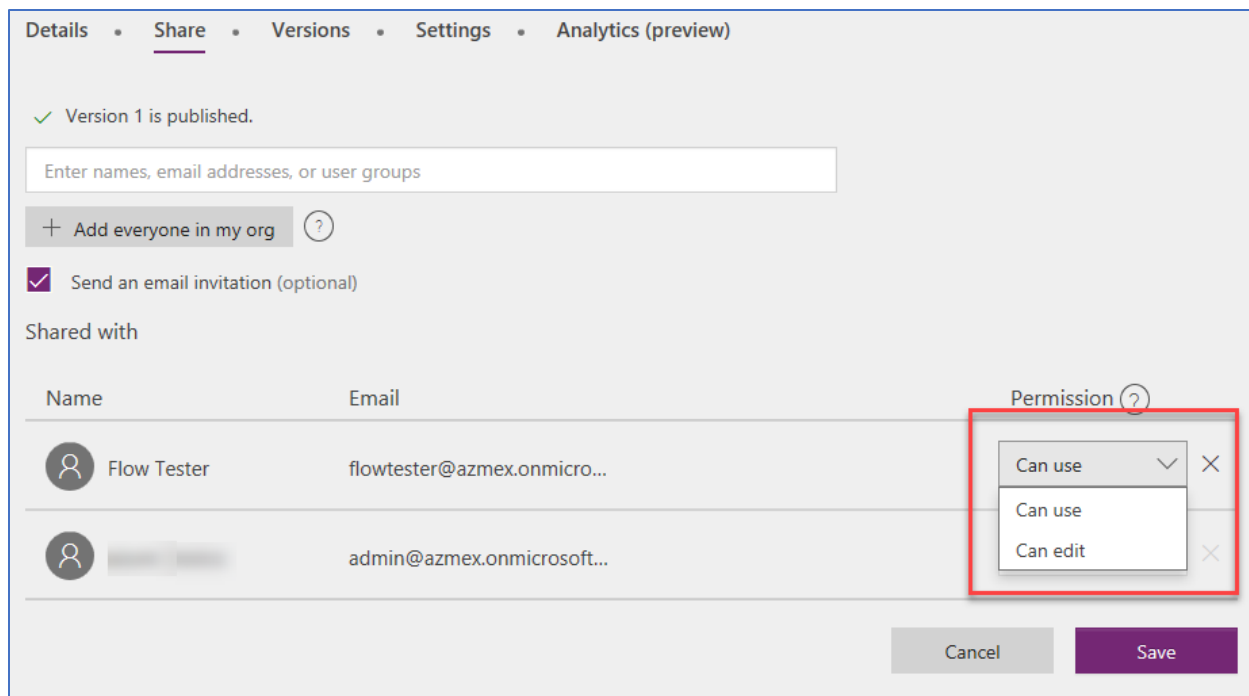 Details • Share • Versions • Settings • Analytics (preview)
Version 1 is published.
Enter names, email addresses, or user groups
+ Add everyone in my org ?
Send an email invitation (optional)
Shared with
Name Email Permission ?
Flow Tester flowtester@azmex.onmicro... Can use
Can use
Can edit
admin@azmex.onmicrosoft...
Cancel Save